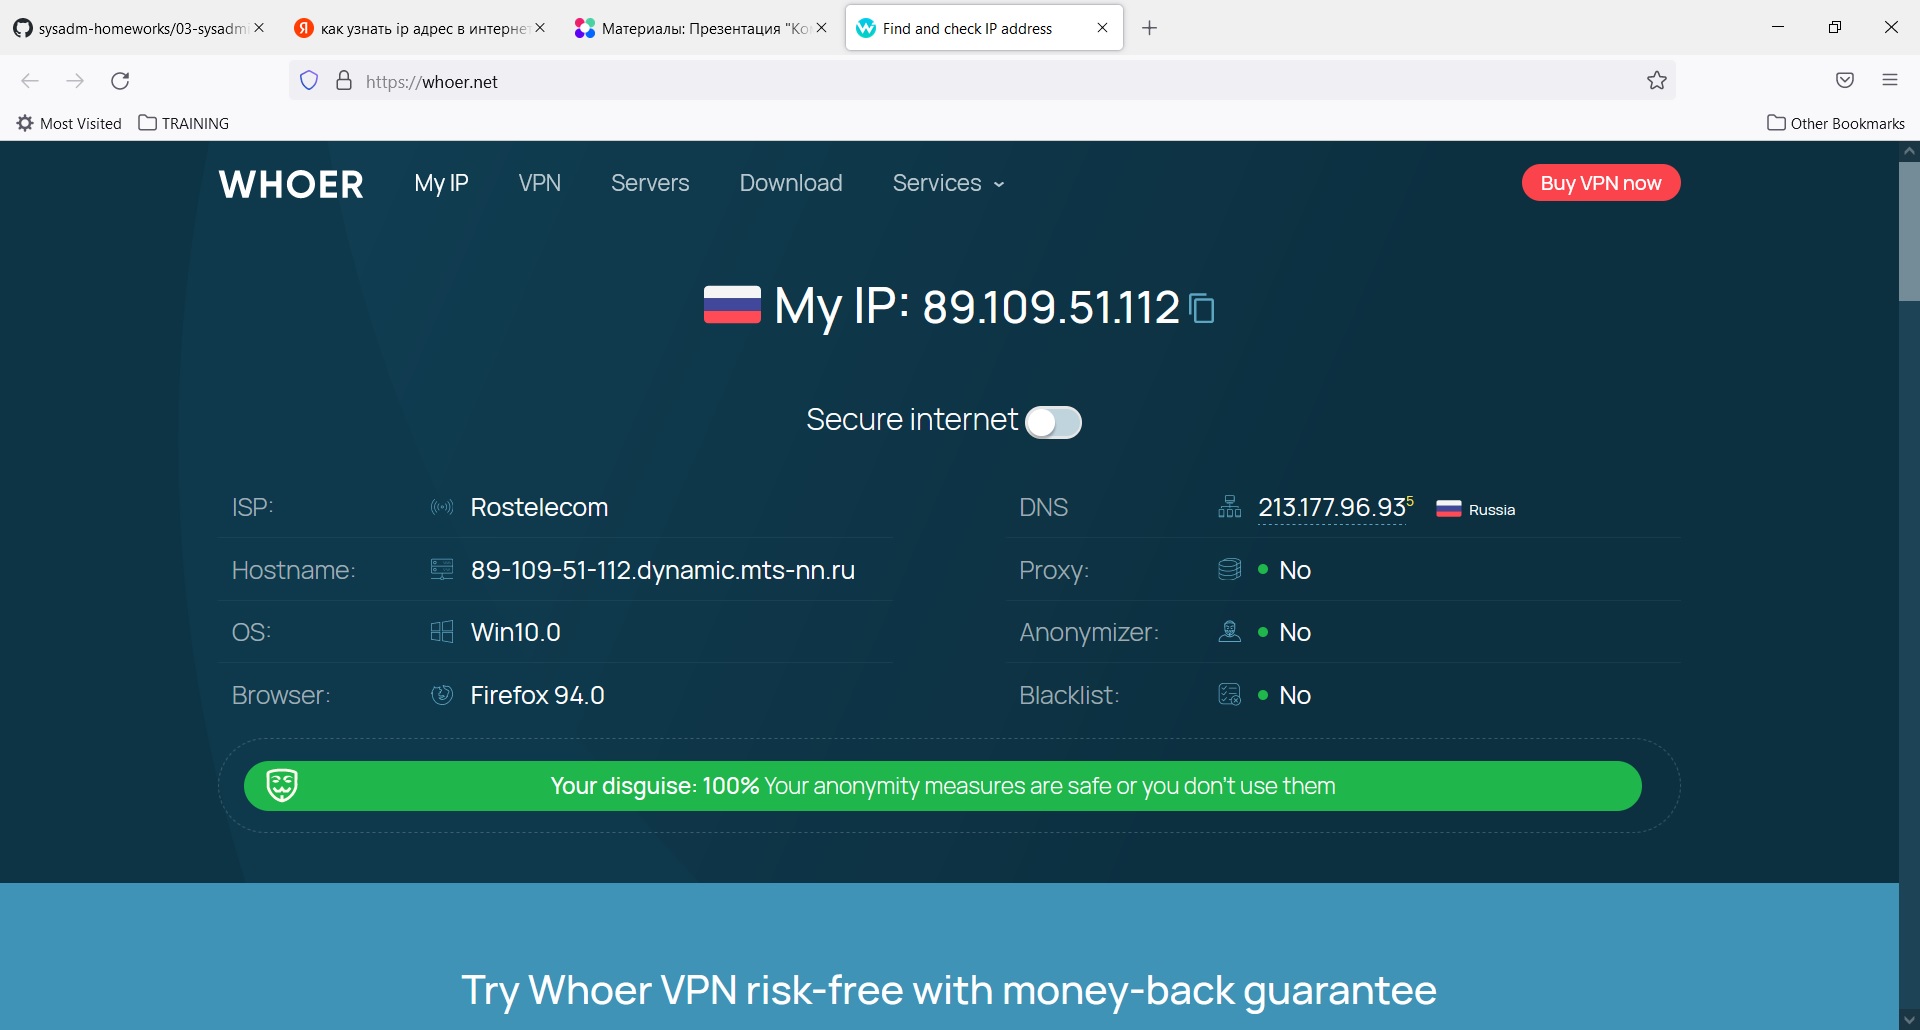 sysadm-homeworks/03-sysadmi
как узнать ip адрес в интернет
Материалы: Презентация "Ко
Find and check IP address
https://whoer.net
Most Visited
TRAINING
Other Bookmarks
WHOER
My IP
VPN
Servers
Download
Services
Buy VPN now
My IP: 89.109.51.112
Secure internet
ISP:
Rostelecom
DNS
213.177.96.93⁵
Russia
Hostname:
89-109-51-112.dynamic.mts-nn.ru
Proxy:
No
OS:
Win10.0
Anonymizer:
No
Browser:
Firefox 94.0
Blacklist:
No
Your disguise: 100% Your anonymity measures are safe or you don't use them
Try Whoer VPN risk-free with money-back guarantee